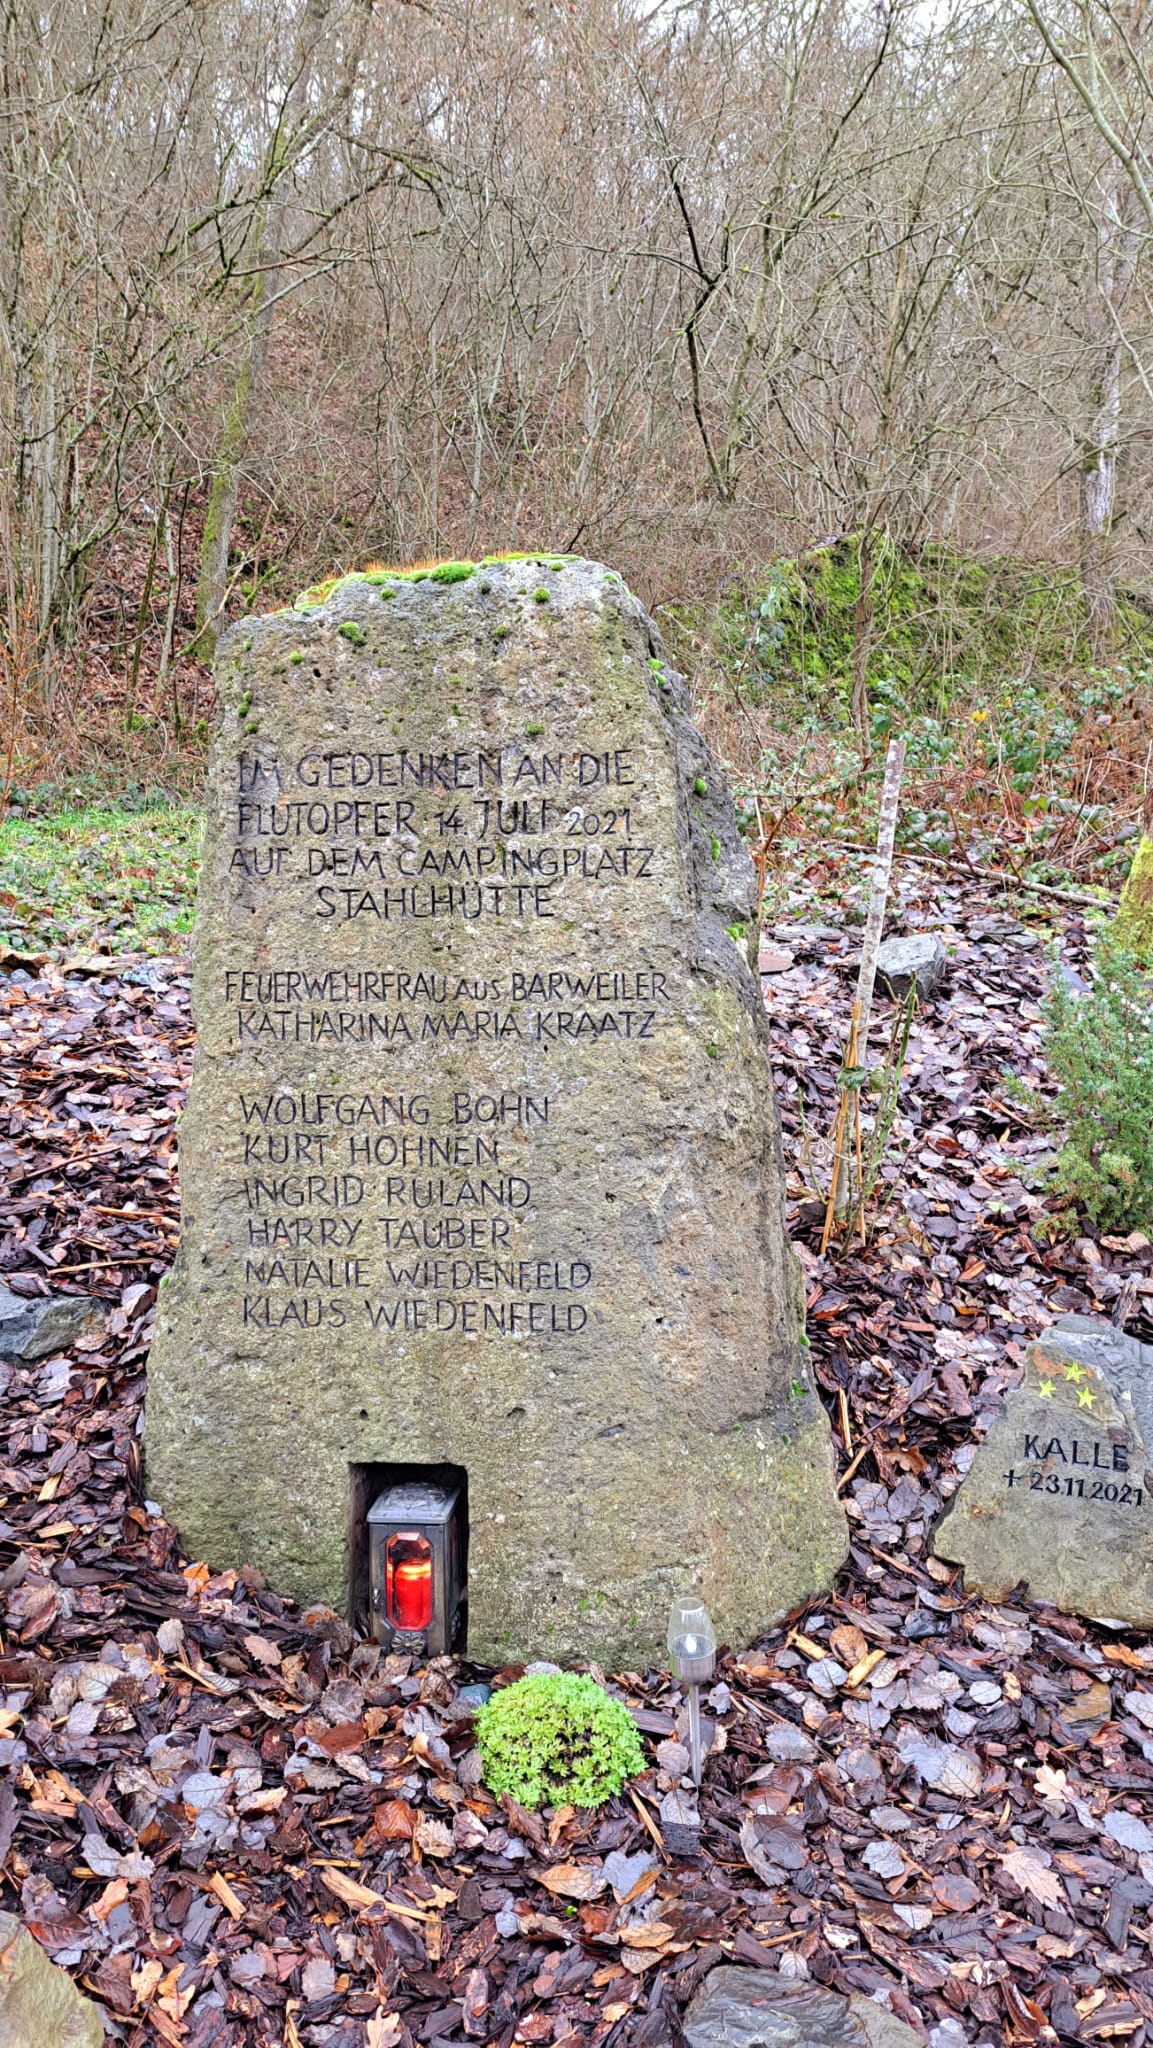 IM GEDENKEN AN DIE
FLUTOPFER 14. JULI 2021
AUF DEM CAMPINGPLATZ
STAHLHÜTTE
FEUERWEHRFRAU AUS BARWEILER
KATHARINA MARIA KRAATZ
WOLFGANG BOHN
KURT HOHNEN
INGRID RULAND
HARRY TAUBER
NATALIE WIEDENFELD
KLAUS WIEDENFELD
KALLE
+ 23.11.2021